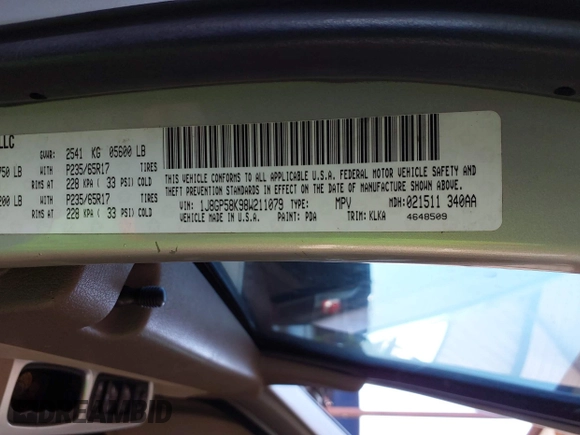 LLC
GVWR: 2541 KG 05600 LB
750 LB WITH P235/65R17 TIRES
RIMS AT 228 KPA ( 33 PSI) COLD
200 LB WITH P235/65R17 TIRES
RIMS AT 228 KPA ( 33 PSI) COLD
THIS VEHICLE CONFORMS TO ALL APPLICABLE U.S.A. FEDERAL MOTOR VEHICLE SAFETY AND
THEFT PREVENTION STANDARDS IN EFFECT ON THE DATE OF MANUFACTURE SHOWN ABOVE.
VIN: 1J8GP58K98W211079 TYPE: MPV MDH: 021511 340AA
VEHICLE MADE IN U.S.A. PAINT: PDA TRIM: KLKA 4648509
DREAMBID